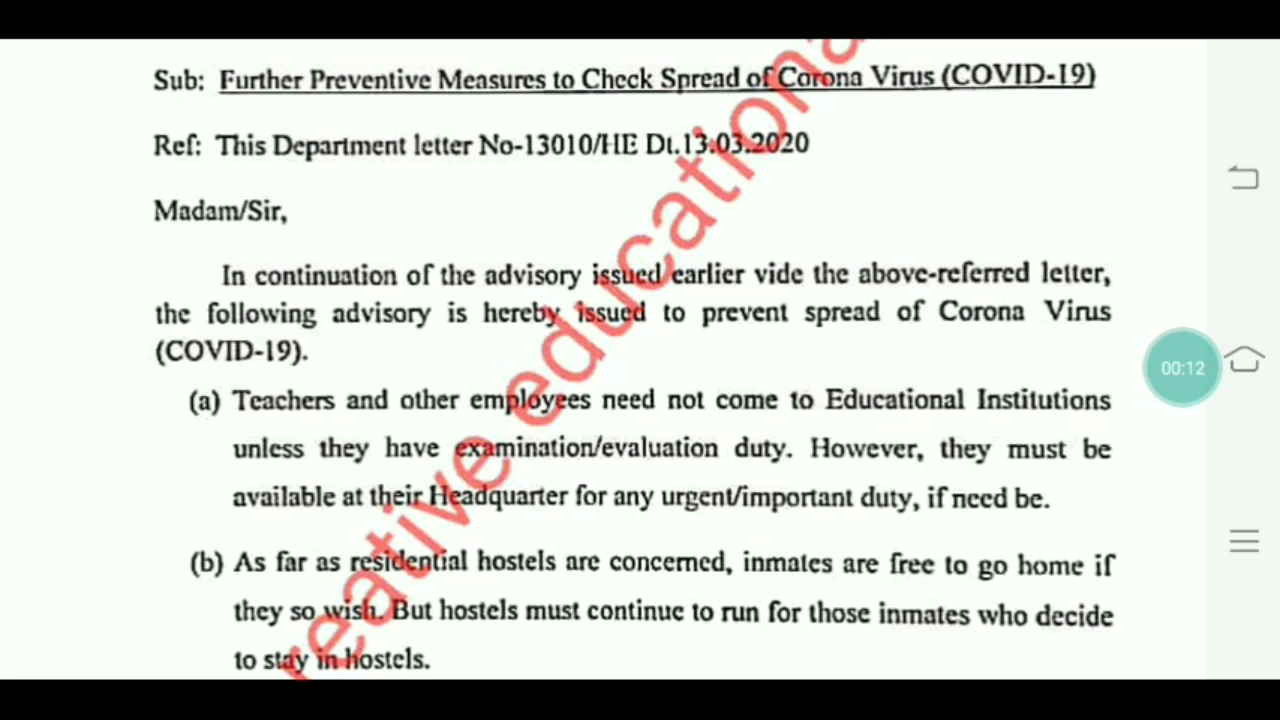 Sub: Further Preventive Measures to Check Spread of Corona Virus (COVID-19)
Ref: This Department letter No-13010/HE Dt.13.03.2020
Madam/Sir,
In continuation of the advisory issued earlier vide the above-referred letter,
the following advisory is hereby issued to prevent spread of Corona Virus
(COVID-19).
(a) Teachers and other employees need not come to Educational Institutions
unless they have examination/evaluation duty. However, they must be
available at their Headquarter for any urgent/important duty, if need be.
(b) As far as residential hostels are concerned, inmates are free to go home if
they so wish. But hostels must continue to run for those inmates who decide
to stay in hostels.
reative educationa
00:12